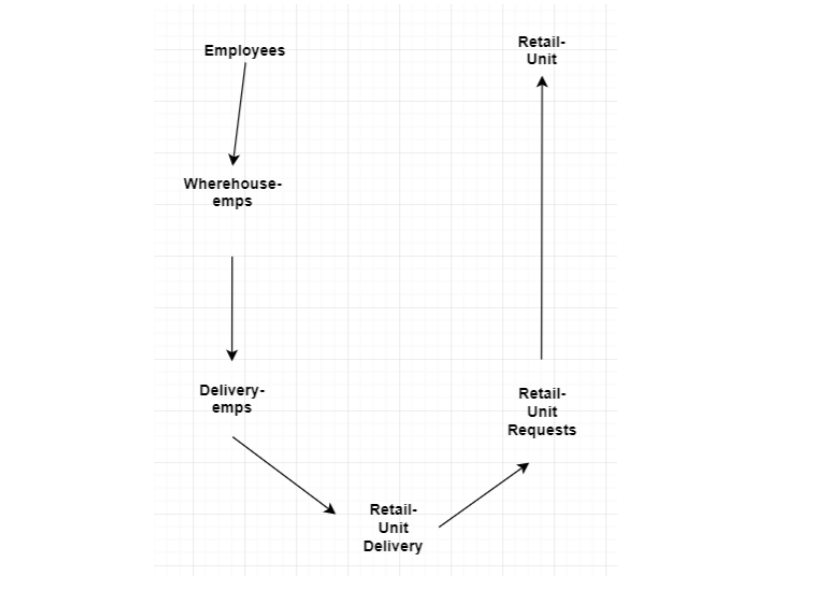 Employees
Retail-
Unit
Wherehouse-
emps
Delivery-
emps
Retail-
Unit
Requests
Retail-
Unit
Delivery